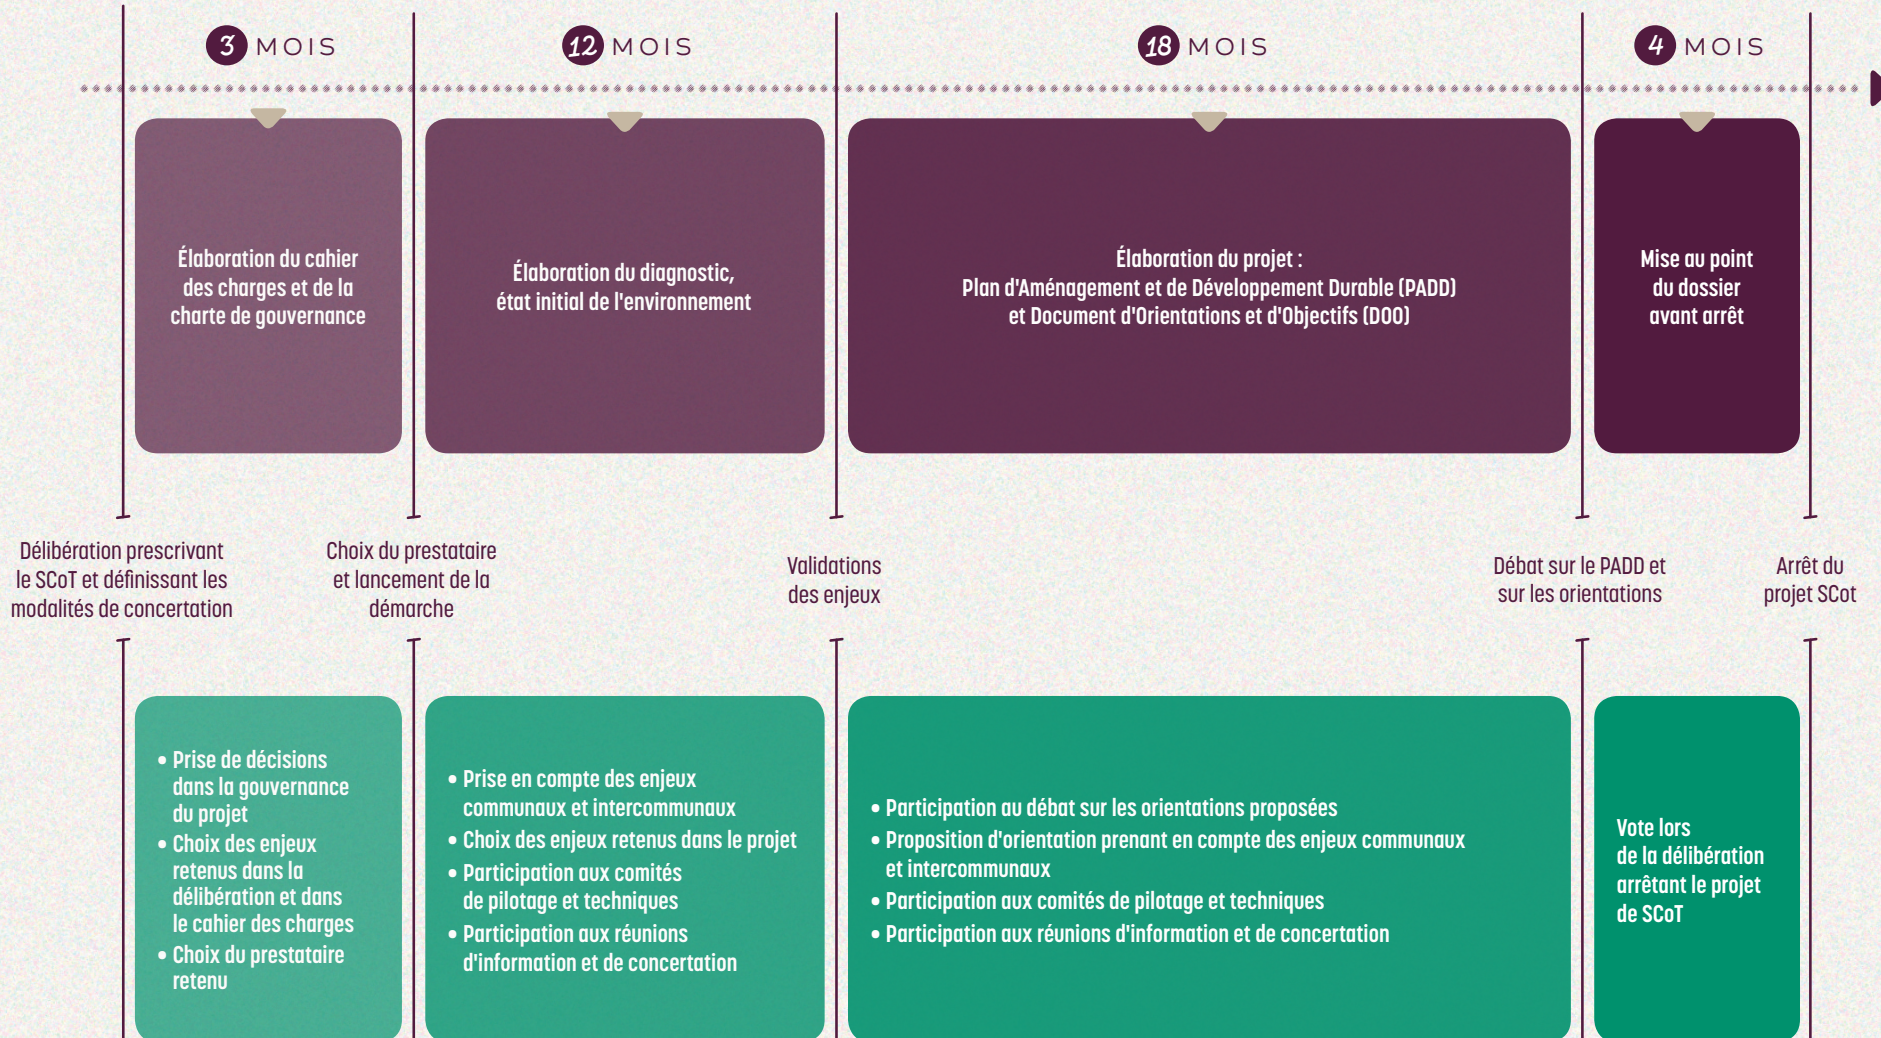 3 MOIS
12 MOIS
18 MOIS
4 MOIS
Élaboration du cahier
des charges et de la
charte de gouvernance
Élaboration du diagnostic,
état initial de l'environnement
Élaboration du projet :
Plan d'Aménagement et de Développement Durable (PADD)
et Document d'Orientations et d'Objectifs (DOO)
Mise au point
du dossier
avant arrêt
Délibération prescrivant
le SCoT et définissant les
modalités de concertation
Choix du prestataire
et lancement de la
démarche
Validations
des enjeux
Débat sur le PADD et
sur les orientations
Arrêt du
projet SCot
• Prise de décisions
dans la gouvernance
du projet
• Choix des enjeux
retenus dans la
délibération et dans
le cahier des charges
• Choix du prestataire
retenu
• Prise en compte des enjeux
communaux et intercommunaux
• Choix des enjeux retenus dans le projet
• Participation aux comités
de pilotage et techniques
• Participation aux réunions
d'information et de concertation
• Participation au débat sur les orientations proposées
• Proposition d'orientation prenant en compte des enjeux communaux
et intercommunaux
• Participation aux comités de pilotage et techniques
• Participation aux réunions d'information et de concertation
Vote lors
de la délibération
arrêtant le projet
de SCoT